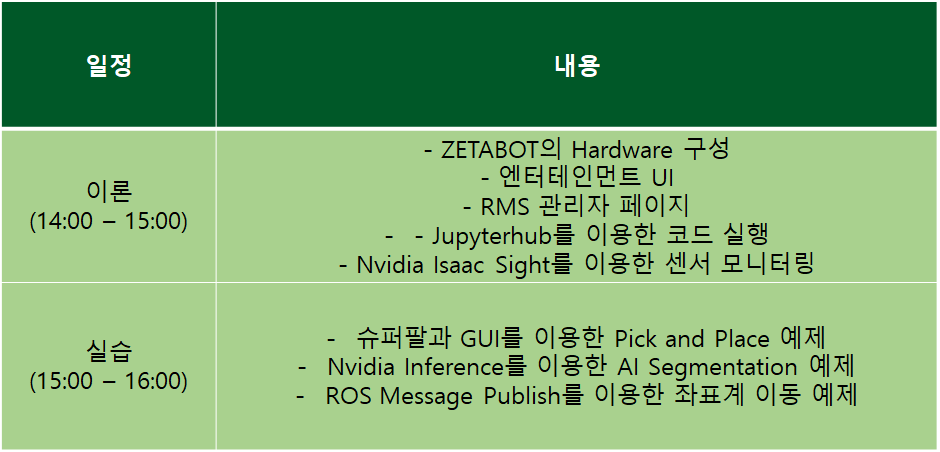 일정
내용
이론
(14:00 – 15:00)
- ZETABOT의 Hardware 구성
- 엔터테인먼트 UI
- RMS 관리자 페이지
- - Jupyterhub를 이용한 코드 실행
- Nvidia Isaac Sight를 이용한 센서 모니터링
실습
(15:00 – 16:00)
- 슈퍼팔과 GUI를 이용한 Pick and Place 예제
- Nvidia Inference를 이용한 AI Segmentation 예제
- ROS Message Publish를 이용한 좌표계 이동 예제